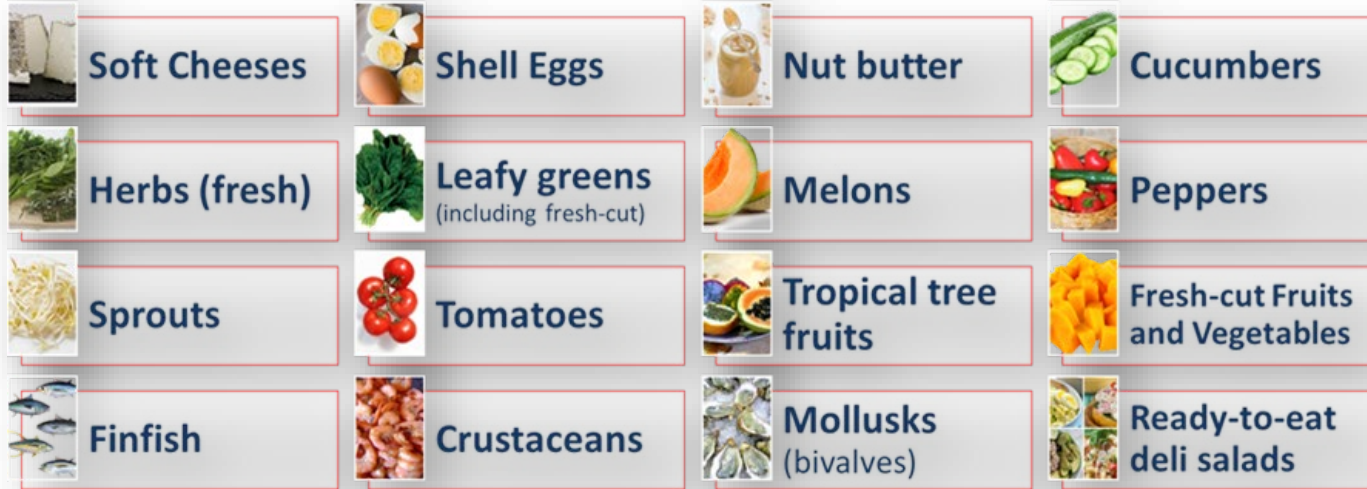 Soft Cheeses
Shell Eggs
Nut butter
Cucumbers
Herbs (fresh)
Leafy greens
(including fresh-cut)
Melons
Peppers
Sprouts
Tomatoes
Tropical tree
fruits
Fresh-cut Fruits
and Vegetables
Finfish
Crustaceans
Mollusks
(bivalves)
Ready-to-eat
deli salads